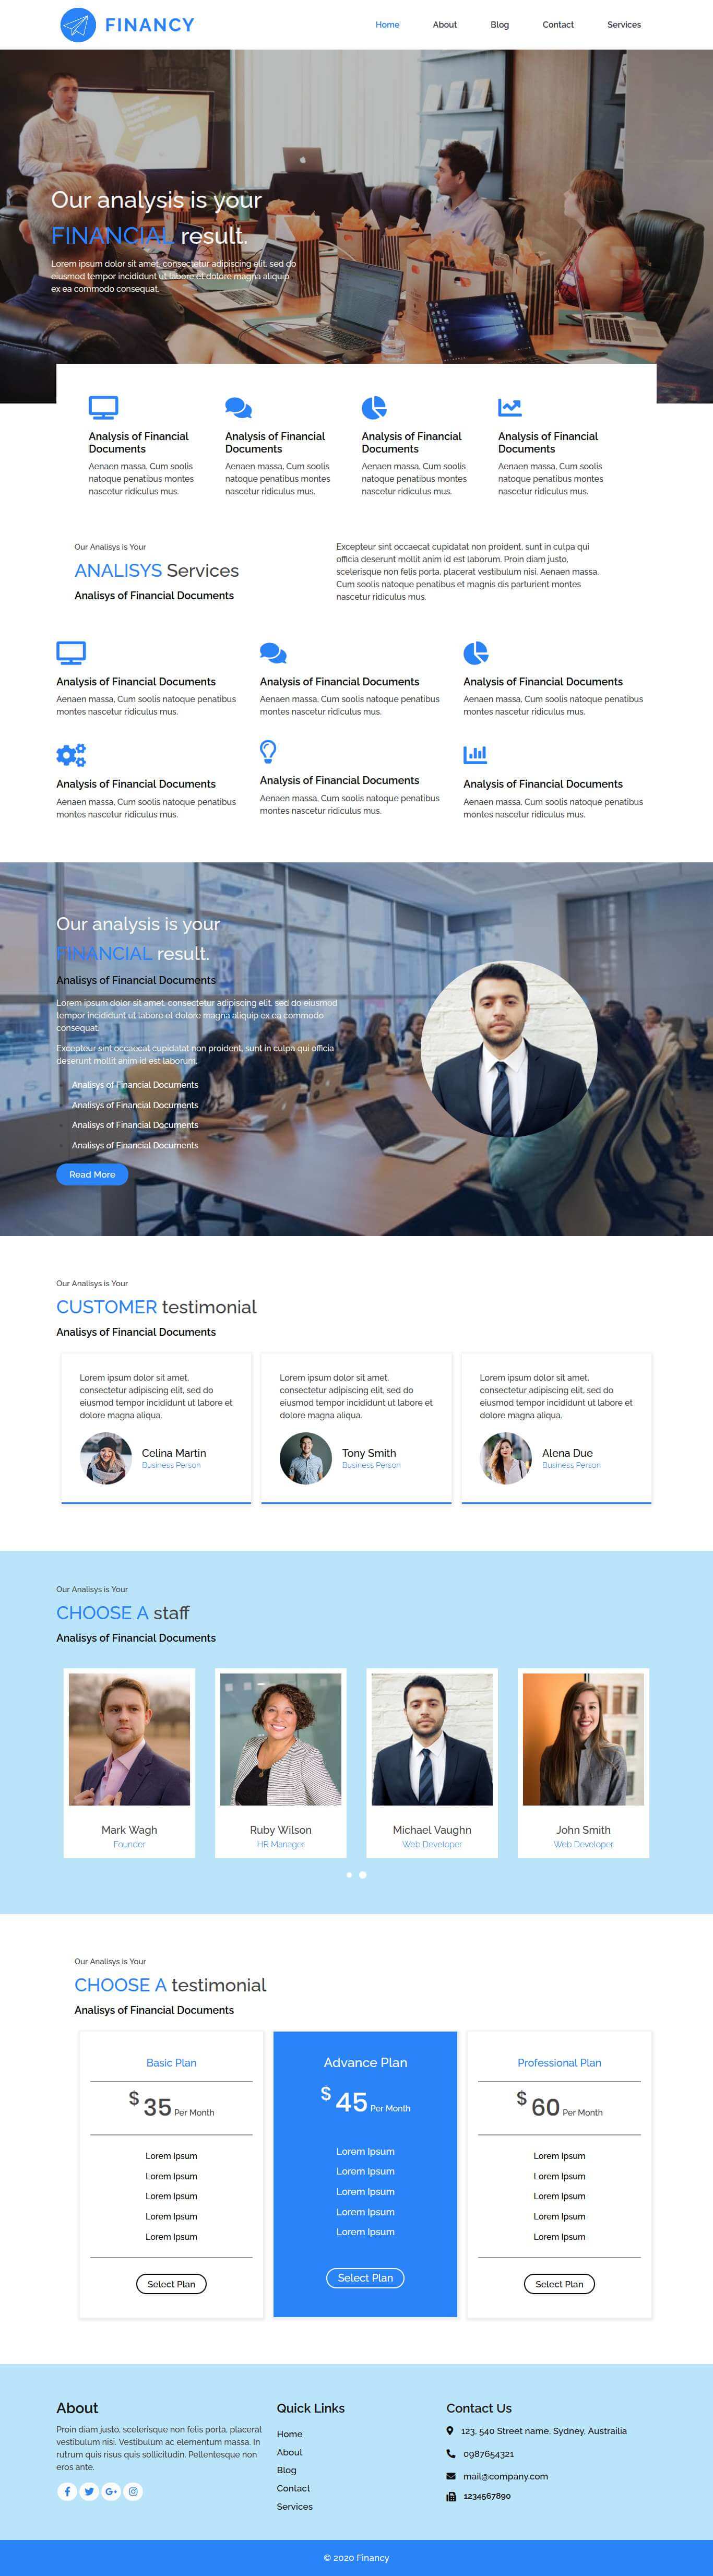 FINANCY
Home About Blog Contact Services
Our analysis is your
FINANCIAL result.
Lorem ipsum dolor sit amet, consectetur adipiscing elit, sed do
eiusmod tempor incididunt ut labore et dolore magna aliquip
ex ea commodo consequat.
Analysis of Financial
Documents
Aenaen massa, Cum soolis
natoque penatibus montes
nascetur ridiculus mus.
Analysis of Financial
Documents
Aenaen massa, Cum soolis
natoque penatibus montes
nascetur ridiculus mus.
Analysis of Financial
Documents
Aenaen massa, Cum soolis
natoque penatibus montes
nascetur ridiculus mus.
Analysis of Financial
Documents
Aenaen massa, Cum soolis
natoque penatibus montes
nascetur ridiculus mus.
Our Analisys is Your
ANALISYS Services
Analisys of Financial Documents
Excepteur sint occaecat cupidatat non proident, sunt in culpa qui
officia deserunt mollit anim id est laborum. Proin diam justo,
scelerisque non felis porta, placerat vestibulum nisi. Aenaen massa,
Cum soolis natoque penatibus et magnis dis parturient montes
nascetur ridiculus mus.
Analysis of Financial Documents
Aenaen massa, Cum soolis natoque penatibus
montes nascetur ridiculus mus.
Analysis of Financial Documents
Aenaen massa, Cum soolis natoque penatibus
montes nascetur ridiculus mus.
Analysis of Financial Documents
Aenaen massa, Cum soolis natoque penatibus
montes nascetur ridiculus mus.
Analysis of Financial Documents
Aenaen massa, Cum soolis natoque penatibus
montes nascetur ridiculus mus.
Analysis of Financial Documents
Aenaen massa, Cum soolis natoque penatibus
montes nascetur ridiculus mus.
Analysis of Financial Documents
Aenaen massa, Cum soolis natoque penatibus
montes nascetur ridiculus mus.
Our analysis is your
FINANCIAL result.
Analisys of Financial Documents
Lorem ipsum dolor sit amet, consectetur adipiscing elit, sed do eiusmod
tempor incididunt ut labore et dolore magna aliquip ex ea commodo
consequat.
Excepteur sint occaecat cupidatat non proident, sunt in culpa qui officia
deserunt mollit anim id est laborum.
Analisys of Financial Documents
Analisys of Financial Documents
Analisys of Financial Documents
Analisys of Financial Documents
Read More
Our Analisys is Your
CUSTOMER testimonial
Analisys of Financial Documents
Lorem ipsum dolor sit amet,
consectetur adipiscing elit, sed do
eiusmod tempor incididunt ut labore et
dolore magna aliqua.
Celina Martin
Business Person
Lorem ipsum dolor sit amet,
consectetur adipiscing elit, sed do
eiusmod tempor incididunt ut labore et
dolore magna aliqua.
Tony Smith
Business Person
Lorem ipsum dolor sit amet,
consectetur adipiscing elit, sed do
eiusmod tempor incididunt ut labore et
dolore magna aliqua.
Alena Due
Business Person
Our Analisys is Your
CHOOSE A staff
Analisys of Financial Documents
Mark Wagh
Founder
Ruby Wilson
HR Manager
Michael Vaughn
Web Developer
John Smith
Web Developer
Our Analisys is Your
CHOOSE A testimonial
Analisys of Financial Documents
Basic Plan
$ 35 Per Month
Lorem Ipsum
Lorem Ipsum
Lorem Ipsum
Lorem Ipsum
Lorem Ipsum
Select Plan
Advance Plan
$ 45 Per Month
Lorem Ipsum
Lorem Ipsum
Lorem Ipsum
Lorem Ipsum
Lorem Ipsum
Select Plan
Professional Plan
$ 60 Per Month
Lorem Ipsum
Lorem Ipsum
Lorem Ipsum
Lorem Ipsum
Lorem Ipsum
Select Plan
About
Proin diam justo, scelerisque non felis porta, placerat
vestibulum nisi. Vestibulum ac elementum massa. In
rutrum quis risus quis sollicitudin. Pellentesque non
eros ante.
G+
Quick Links
Home
About
Blog
Contact
Services
Contact Us
123, 540 Street name, Sydney, Austrailia
0987654321
mail@company.com
1234567890
© 2020 Financy